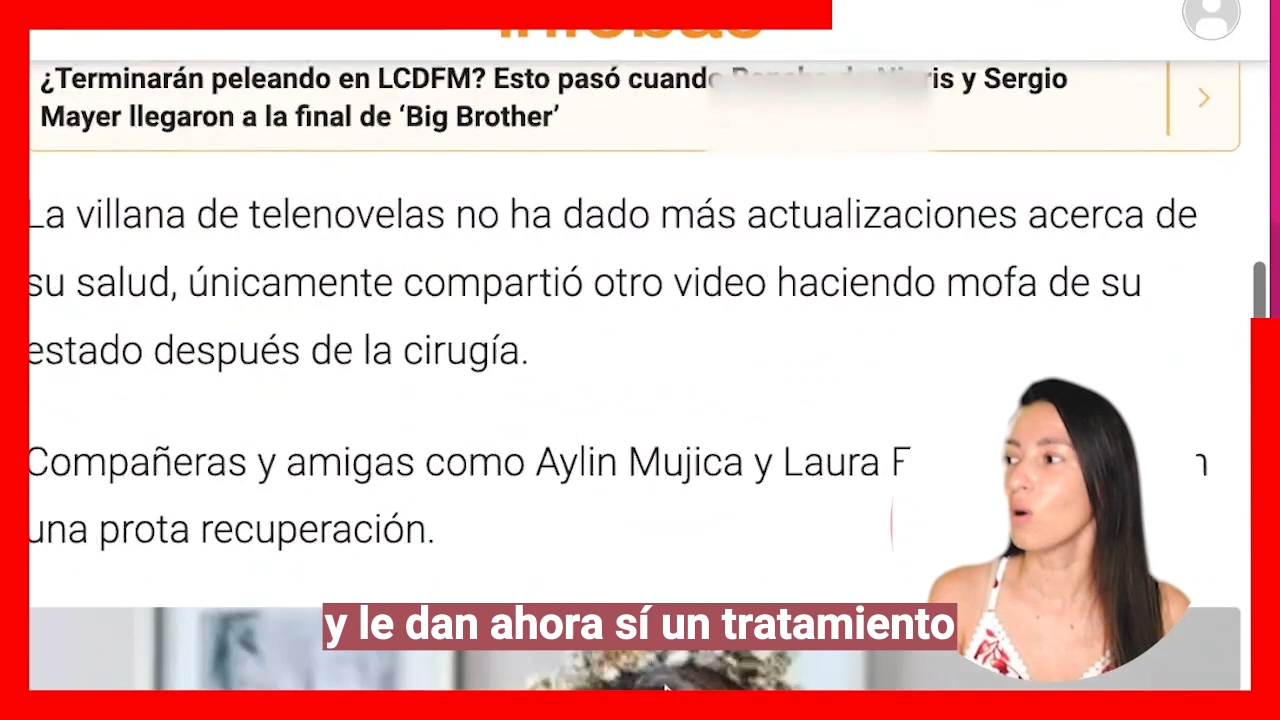 ¿Terminarán peleando en LCDFM? Esto pasó cuando y Sergio
Mayer llegaron a la final de ‘Big Brother’
La villana de telenovelas no ha dado más actualizaciones acerca de
su salud, únicamente compartió otro video haciendo mofa de su
estado después de la cirugía.
Compañeras y amigas como Aylin Mujica y Laura
una prota recuperación.
y le dan ahora sí un tratamiento